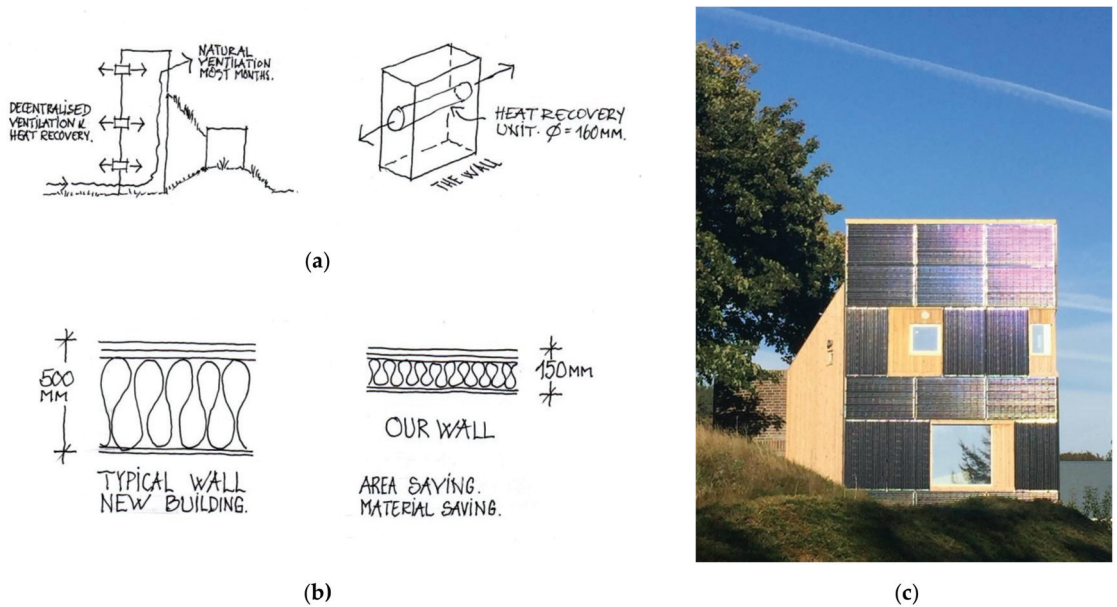 NATURAL
VENTILATION
MOST MONTHS.
DECENTRALISED
VENTILATION &
HEAT RECOVERY.
HEAT RECOVERY
UNIT. Ø=160MM.
THE WALL
(a)
500
MM
TYPICAL WALL
NEW BUILDING.
150MM
OUR WALL
AREA SAVING.
MATERIAL SAVING.
(b)
(c)